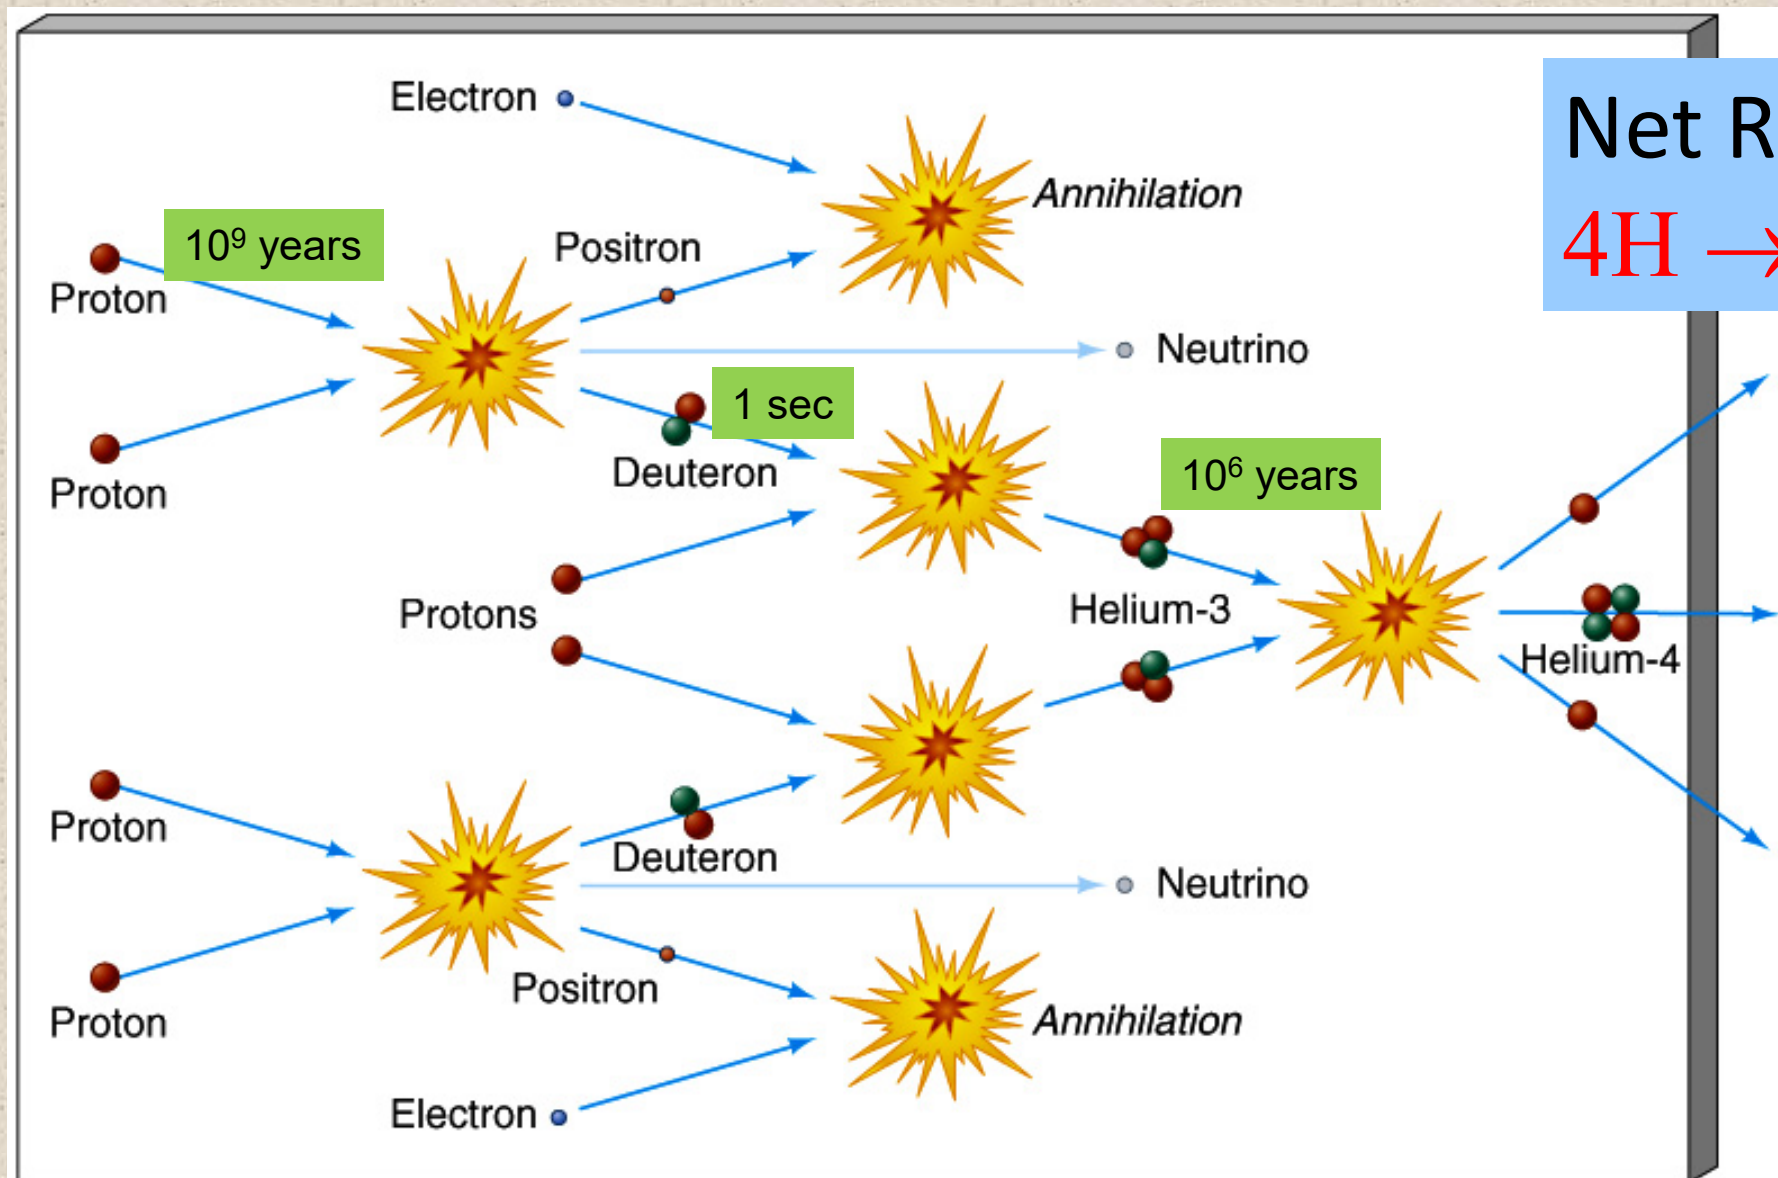 Electron
Annihilation
Net R
4H →
10⁹ years
Positron
Proton
Neutrino
1 sec
Proton
Deuteron
10⁶ years
Protons
Helium-3
Helium-4
Proton
Deuteron
Neutrino
Proton
Positron
Annihilation
Electron